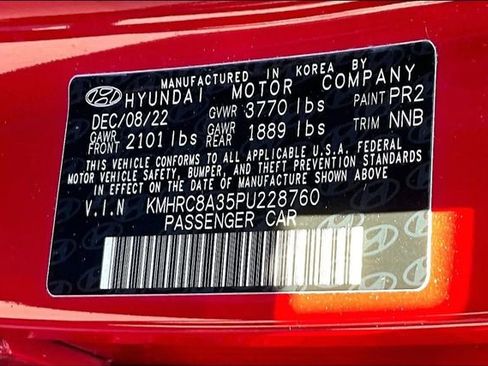 MANUFACTURED IN KOREA BY
HYUNDAI MOTOR COMPANY
DEC/08/22 GVWR 3770 lbs PAINT PR2
GAWR FRONT 2101 lbs GAWR REAR 1889 lbs TRIM NNB
THIS VEHICLE CONFORMS TO ALL APPLICABLE U.S.A. FEDERAL
MOTOR VEHICLE SAFETY, BUMPER, AND THEFT PREVENTION STANDARDS
IN EFFECT ON THE DATE OF MANUFACTURE SHOWN ABOVE.
V.I.N KMHRC8A35PU228760
PASSENGER CAR